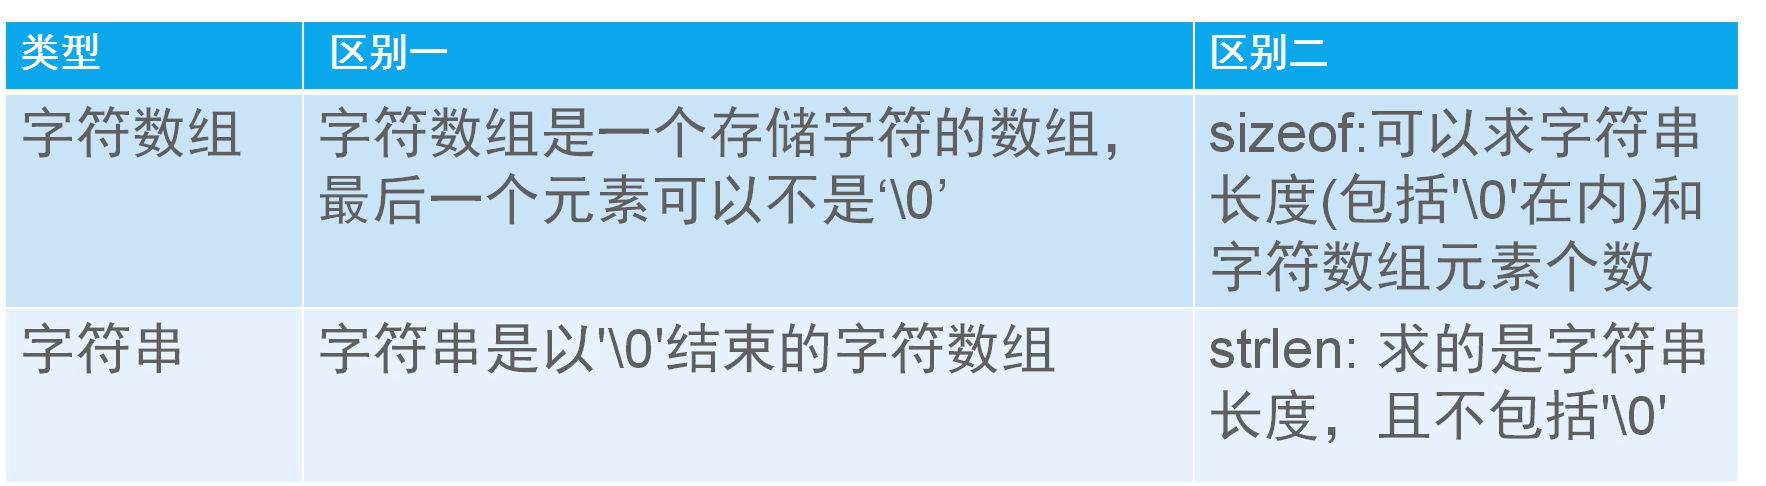 类型
区别一
区别二
字符数组
字符数组是一个存储字符的数组，
最后一个元素可以不是‘\0’
sizeof:可以求字符串
长度(包括'\0'在内)和
字符数组元素个数
字符串
字符串是以'\0'结束的字符数组
strlen: 求的是字符串
长度，且不包括'\0'